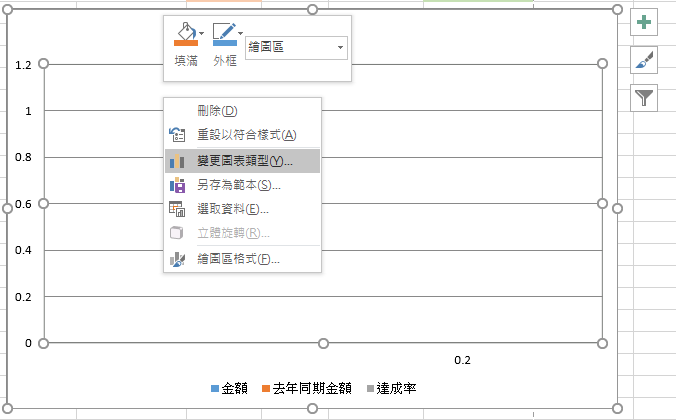 填滿 外框 繪圖區
1.2
刪除(D)
1
重設以符合樣式(A)
變更圖表類型(Y)...
0.8
另存為範本(S)...
選取資料(E)...
0.6
立體旋轉(R)...
0.4
繪圖區格式(F)...
0.2
0
0.2
金額 去年同期金額 達成率